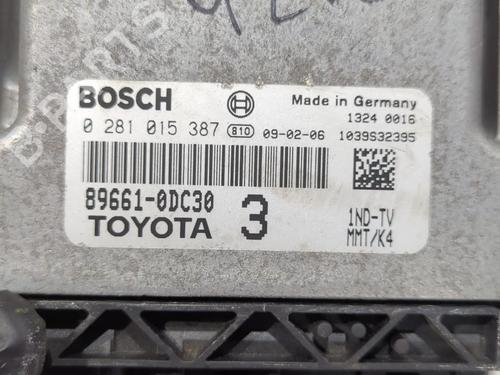 BOSCH
Made in Germany
1324 0016
0 281 015 387 810 09-02-06 1039S32395
89661-0DC30
TOYOTA 3
1ND-TV
MMT/K4